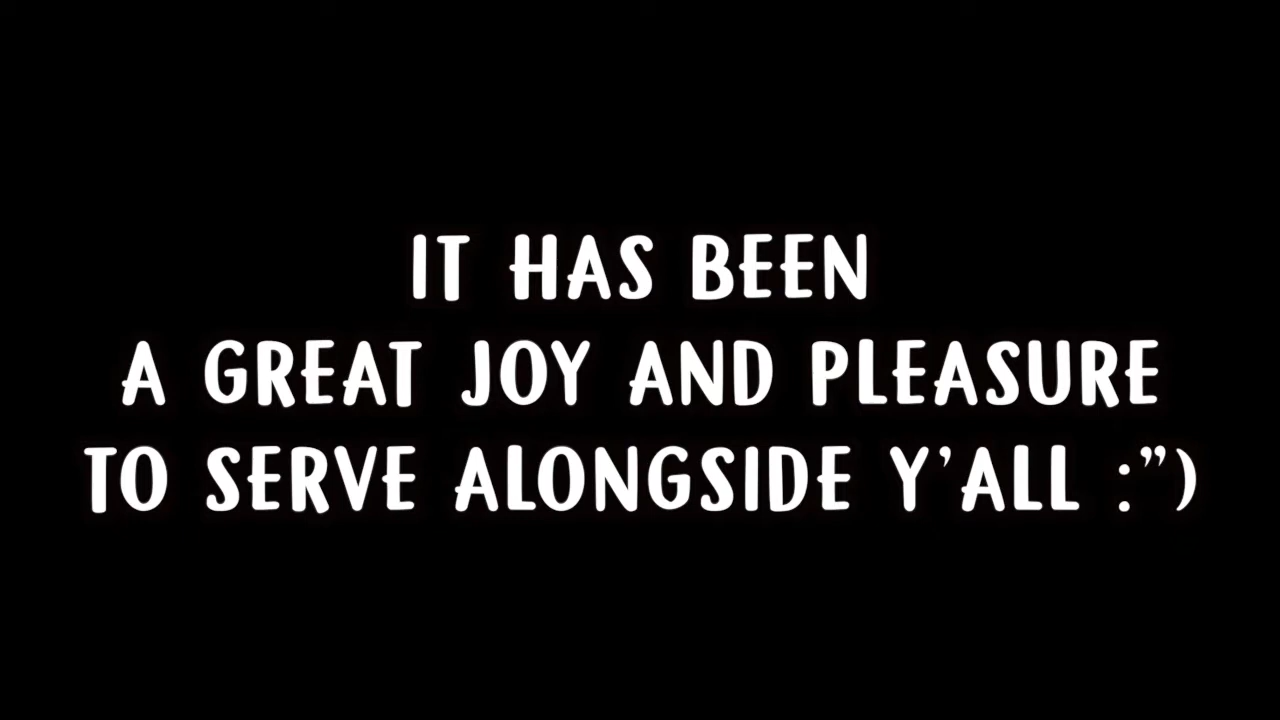 IT HAS BEEN
A GREAT JOY AND PLEASURE
TO SERVE ALONGSIDE Y’ALL :”)